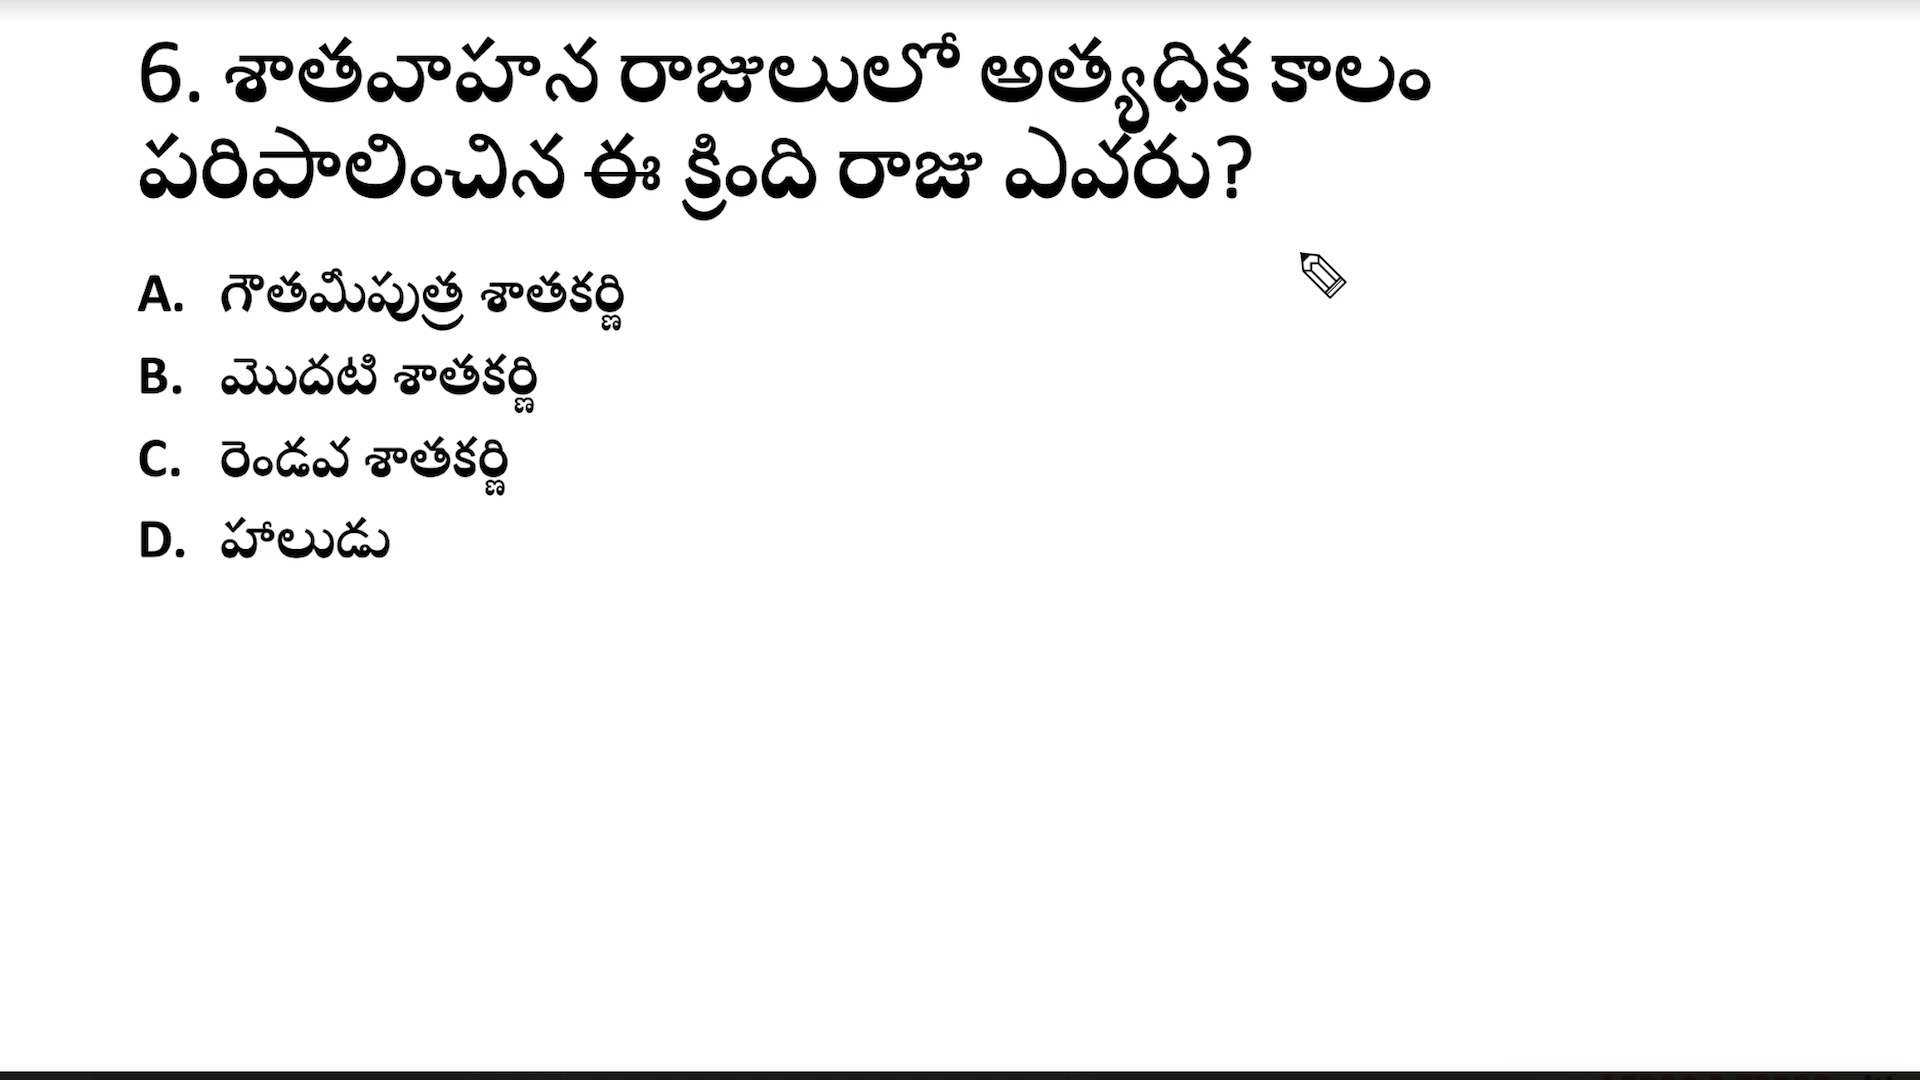 6. శాతవాహన రాజులులో అత్యధిక కాలం
పరిపాలించిన ఈ క్రింది రాజు ఎవరు?
A. గౌతమీపుత్ర శాతకర్ణి
B. మొదటి శాతకర్ణి
C. రెండవ శాతకర్ణి
D. హాలుడు